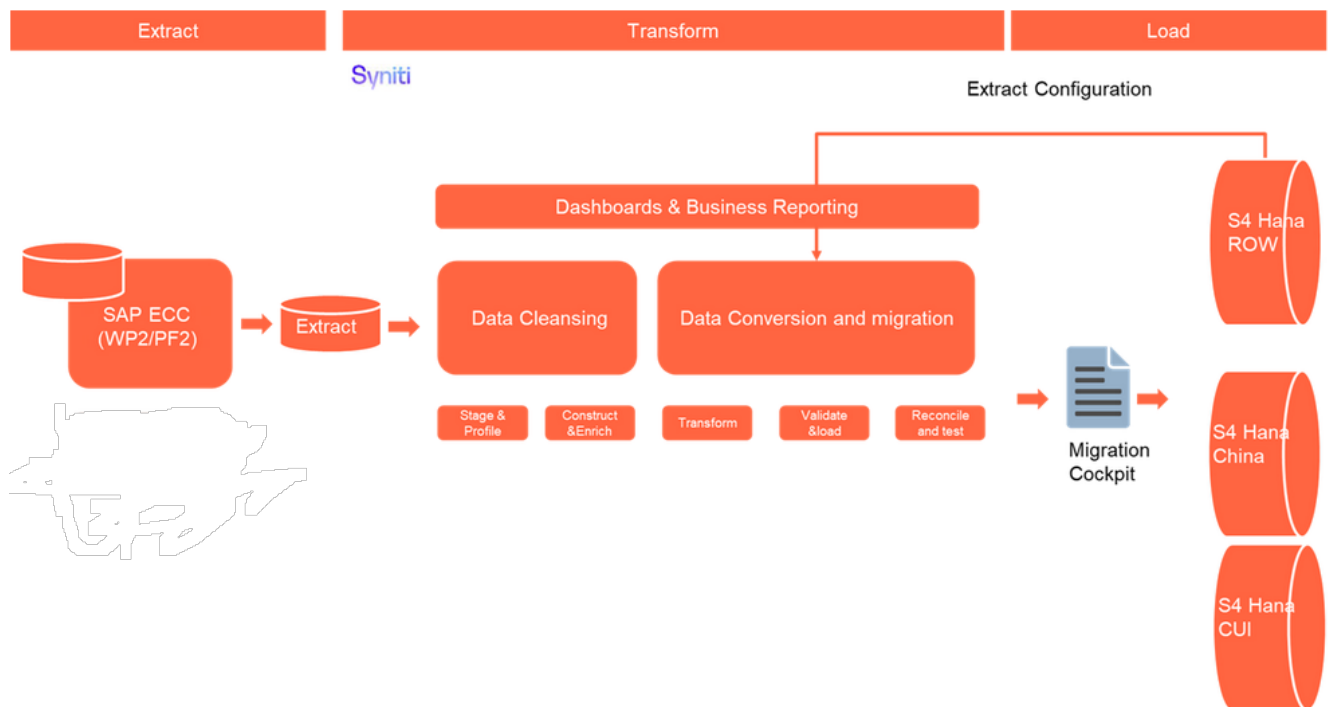 Extract
Transform
Load
Syniti
Extract Configuration
Dashboards & Business Reporting
S4 Hana
ROW
SAP ECC
(WP2/PF2)
Extract
Data Cleansing
Data Conversion and migration
Stage &
Profile
Construct
&Enrich
Transform
Validate
&load
Reconcile
and test
Migration
Cockpit
S4 Hana
China
S4 Hana
CUI